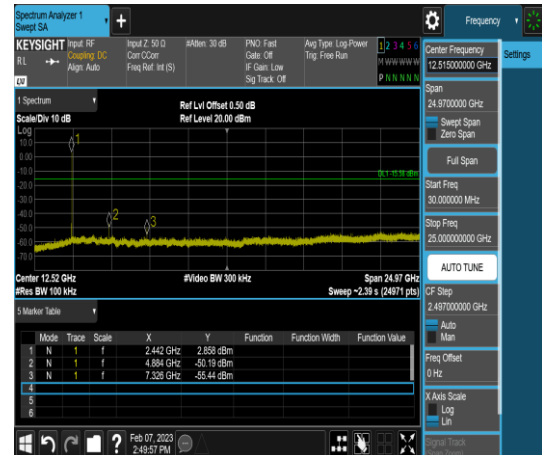 Spectrum Analyzer 1
Swept SA
+
Frequency
KEYSIGHT
RL
Input: RF
Coupling: DC
Align: Auto
Input Z: 50 Ω
Corr CCorr
Freq Ref: Int (S)
#Atten: 30 dB
PNO: Fast
Gate: Off
IF Gain: Low
Sig Track: Off
Avg Type: Log-Power
Trig: Free Run
1 2 3 4 5 6
M W W W W W
P N N N N N
LXI
1 Spectrum
Scale/Div 10 dB
Ref Lvl Offset 0.50 dB
Ref Level 20.00 dBm
Log
10.0
0.00
-10.0
-20.0
-30.0
-40.0
-50.0
-60.0
-70.0
1
2
3
Center 12.52 GHz
#Res BW 100 kHz
#Video BW 300 kHz
Span 24.97 GHz
Sweep ~2.39 s (24971 pts)
5 Marker Table
Mode Trace Scale X Y Function Function Width Function Value
1 N 1 f 2.442 GHz 2.858 dBm
2 N 1 f 4.884 GHz -50.19 dBm
3 N 1 f 7.326 GHz -55.44 dBm
4
5
6
?
Feb 07, 2023
2:49:57 PM
Center Frequency
12.515000000 GHz
Settings
Span
24.9700000 GHz
Swept Span
Zero Span
Full Span
Start Freq
30.000000 MHz
Stop Freq
25.000000000 GHz
AUTO TUNE
CF Step
2.497000000 GHz
Auto
Man
Freq Offset
0 Hz
X Axis Scale
Log
Lin
Signal Track